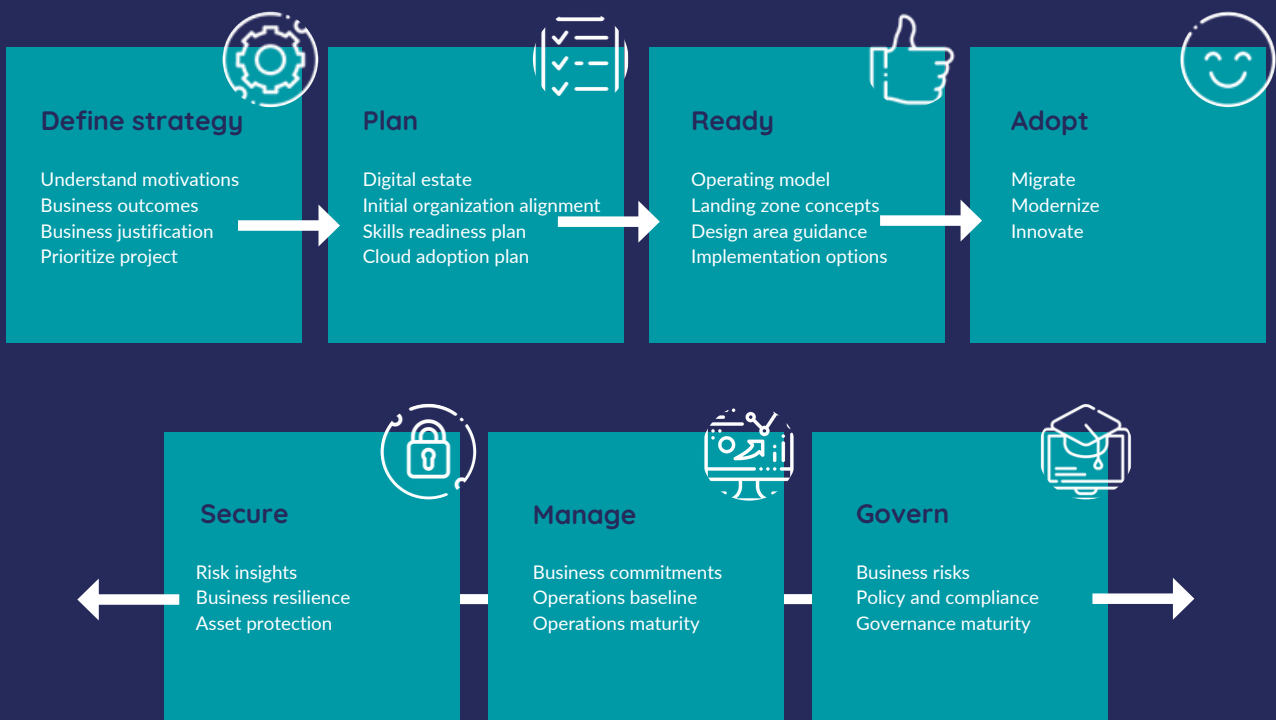 Define strategy
Understand motivations
Business outcomes
Business justification
Prioritize project
Plan
Digital estate
Initial organization alignment
Skills readiness plan
Cloud adoption plan
Ready
Operating model
Landing zone concepts
Design area guidance
Implementation options
Adopt
Migrate
Modernize
Innovate
Secure
Risk insights
Business resilience
Asset protection
Manage
Business commitments
Operations baseline
Operations maturity
Govern
Business risks
Policy and compliance
Governance maturity